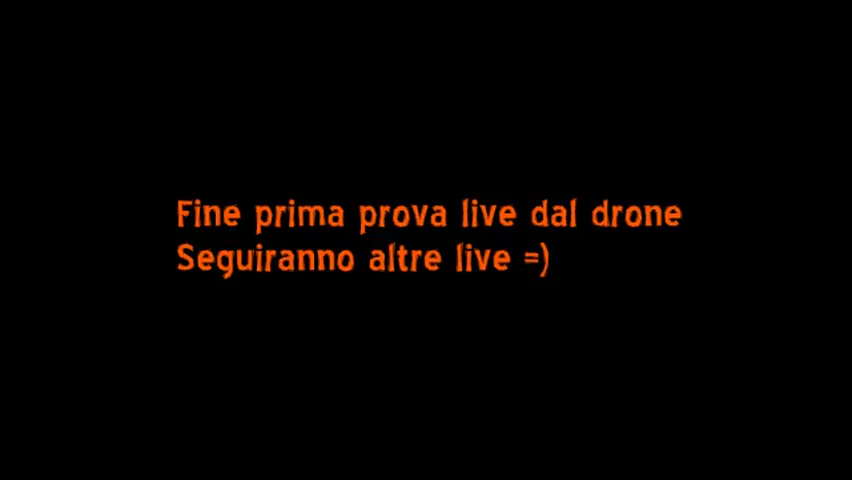 Fine prima prova live dal drone
Seguiranno altre live =)